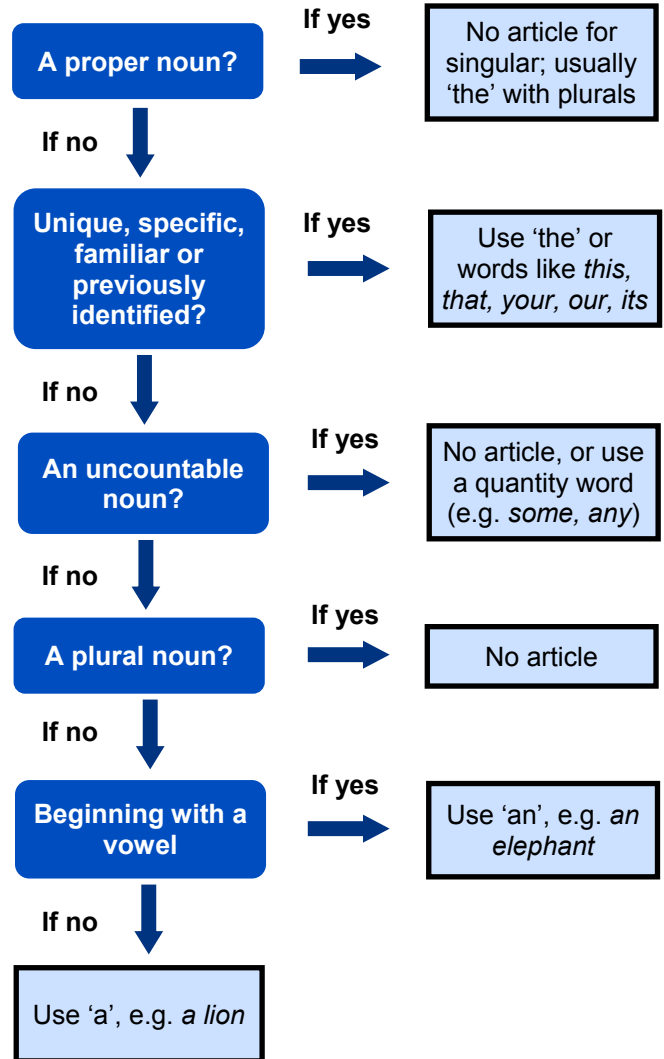 If yes
A proper noun?
No article for
singular; usually
‘the’ with plurals
If no
Unique, specific,
familiar or
previously
identified?
If yes
Use ‘the’ or
words like this,
that, your, our, its
If no
An uncountable
noun?
If yes
No article, or use
a quantity word
(e.g. some, any)
If no
A plural noun?
If yes
No article
If no
Beginning with a
vowel
If yes
Use ‘an’, e.g. an
elephant
If no
Use ‘a’, e.g. a lion